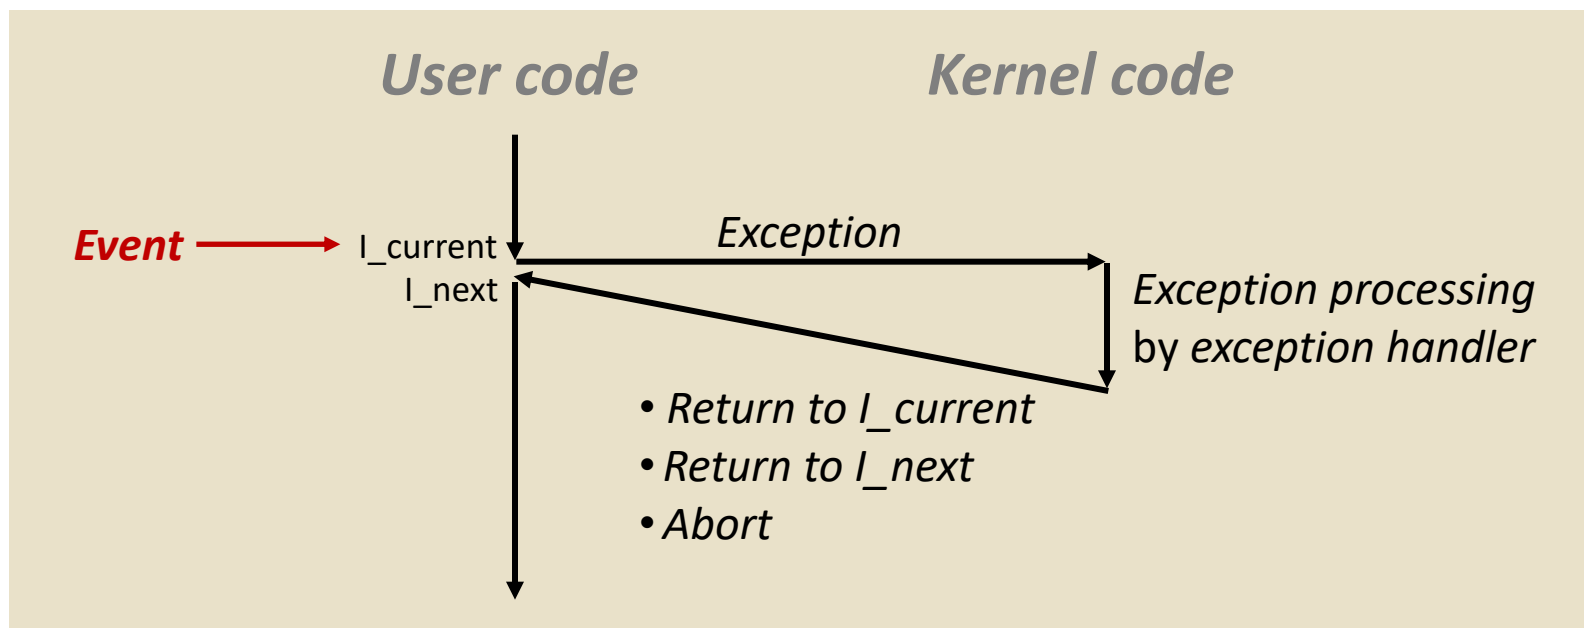 User code
Kernel code
Event
I_current
I_next
Exception
Exception processing
by exception handler
• Return to I_current
• Return to I_next
• Abort